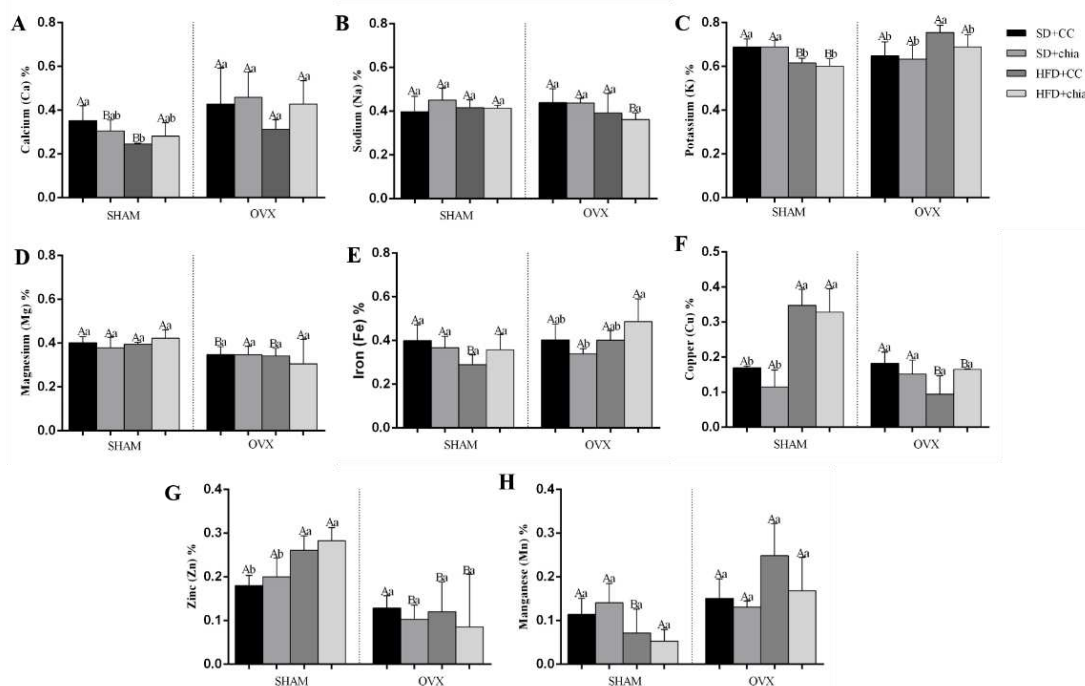 A
Calcium (Ca) %
0.8
0.6
0.4
0.2
0.0
Aa
Bab
Bb
Aab
Aa
Aa
Aa
Aa
SHAM
OVX
B
Sodium (Na) %
0.8
0.6
0.4
0.2
0.0
Aa
Aa
Aa
Aa
Aa
Aa
Aa
Ba
SHAM
OVX
C
Potassium (K) %
0.8
0.6
0.4
0.2
0.0
Aa
Aa
Bb
Bb
Ab
Ab
Aa
Ab
SHAM
OVX
SD+CC
SD+chia
HFD+CC
HFD+chia
D
Magnesium (Mg) %
0.8
0.6
0.4
0.2
0.0
Aa
Aa
Aa
Aa
Ba
Aa
Ba
Aa
SHAM
OVX
E
Iron (Fe) %
0.8
0.6
0.4
0.2
0.0
Aa
Aa
Ba
Aa
Aab
Ab
Aab
Aa
SHAM
OVX
F
Copper (Cu) %
0.5
0.4
0.3
0.2
0.1
0.0
Ab
Ab
Aa
Aa
Aa
Aa
Ba
Ba
SHAM
OVX
G
Zinc (Zn) %
0.4
0.3
0.2
0.1
0.0
Ab
Ab
Aa
Aa
Aa
Ba
Ba
Ba
SHAM
OVX
H
Manganese (Mn) %
0.4
0.3
0.2
0.1
0.0
Aa
Aa
Ba
Aa
Aa
Aa
Aa
Aa
SHAM
OVX